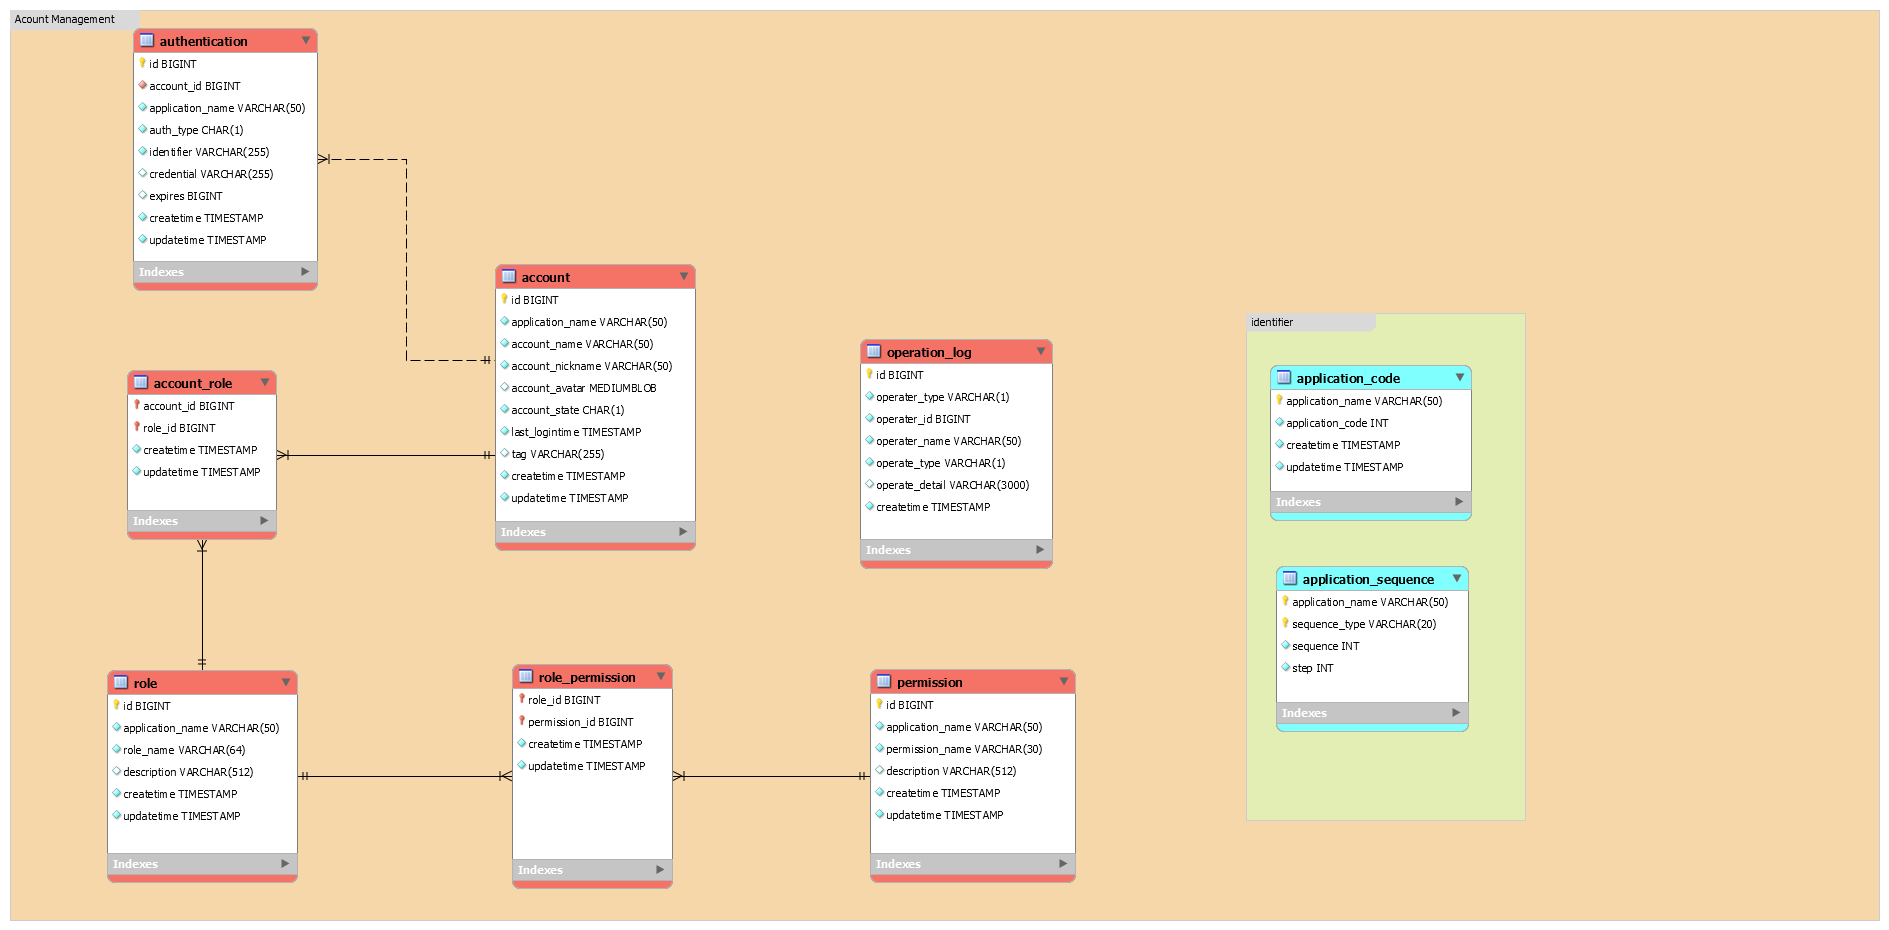 Acount Management
authentication
id BIGINT
account_id BIGINT
application_name VARCHAR(50)
auth_type CHAR(1)
identifier VARCHAR(255)
credential VARCHAR(255)
expires BIGINT
createtime TIMESTAMP
updatetime TIMESTAMP
Indexes
account
id BIGINT
application_name VARCHAR(50)
account_name VARCHAR(50)
account_nickname VARCHAR(50)
account_avatar MEDIUMBLOB
account_state CHAR(1)
last_logintime TIMESTAMP
tag VARCHAR(255)
createtime TIMESTAMP
updatetime TIMESTAMP
Indexes
account_role
account_id BIGINT
role_id BIGINT
createtime TIMESTAMP
updatetime TIMESTAMP
Indexes
operation_log
id BIGINT
operater_type VARCHAR(1)
operater_id BIGINT
operater_name VARCHAR(50)
operate_type VARCHAR(1)
operate_detail VARCHAR(3000)
createtime TIMESTAMP
Indexes
identifier
application_code
application_name VARCHAR(50)
application_code INT
createtime TIMESTAMP
updatetime TIMESTAMP
Indexes
application_sequence
application_name VARCHAR(50)
sequence_type VARCHAR(20)
sequence INT
step INT
Indexes
role
id BIGINT
application_name VARCHAR(50)
role_name VARCHAR(64)
description VARCHAR(512)
createtime TIMESTAMP
updatetime TIMESTAMP
Indexes
role_permission
role_id BIGINT
permission_id BIGINT
createtime TIMESTAMP
updatetime TIMESTAMP
Indexes
permission
id BIGINT
application_name VARCHAR(50)
permission_name VARCHAR(30)
description VARCHAR(512)
createtime TIMESTAMP
updatetime TIMESTAMP
Indexes